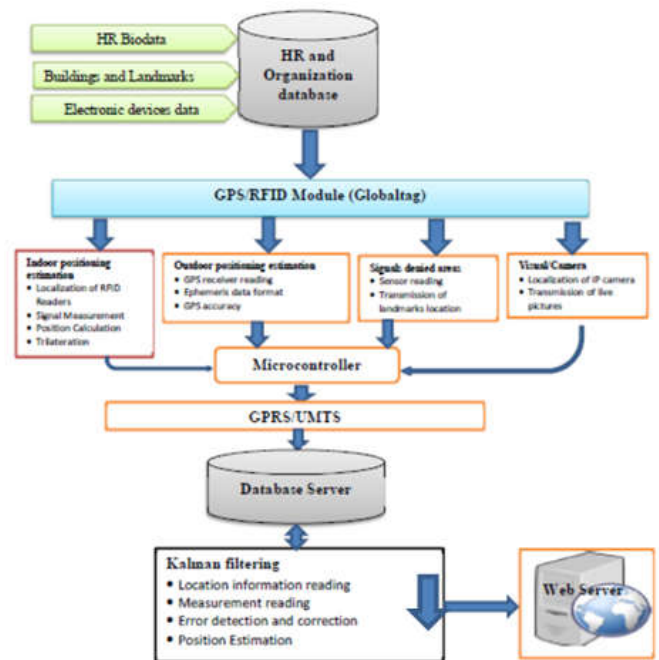 HR Biodata
Buildings and Landmarks
Electronic devices data
HR and
Organization
database
GPS/RFID Module (Globaltag)
Indoor positioning
estimation
• Localization of RFID
Readers
• Signal Measurement
• Position Calculation
• Trilateration
Outdoor positioning estimation
• GPS receiver reading
• Ephemeris data format
• GPS accuracy
Signals denied areas
• Sensor reading
• Transmission of
landmarks location
Visual/Camera
• Localization of IP camera
• Transmission of live
pictures
Microcontroller
GPRS/UMTS
Database Server
Kalman filtering
• Location information reading
• Measurement reading
• Error detection and correction
• Position Estimation
Web Server